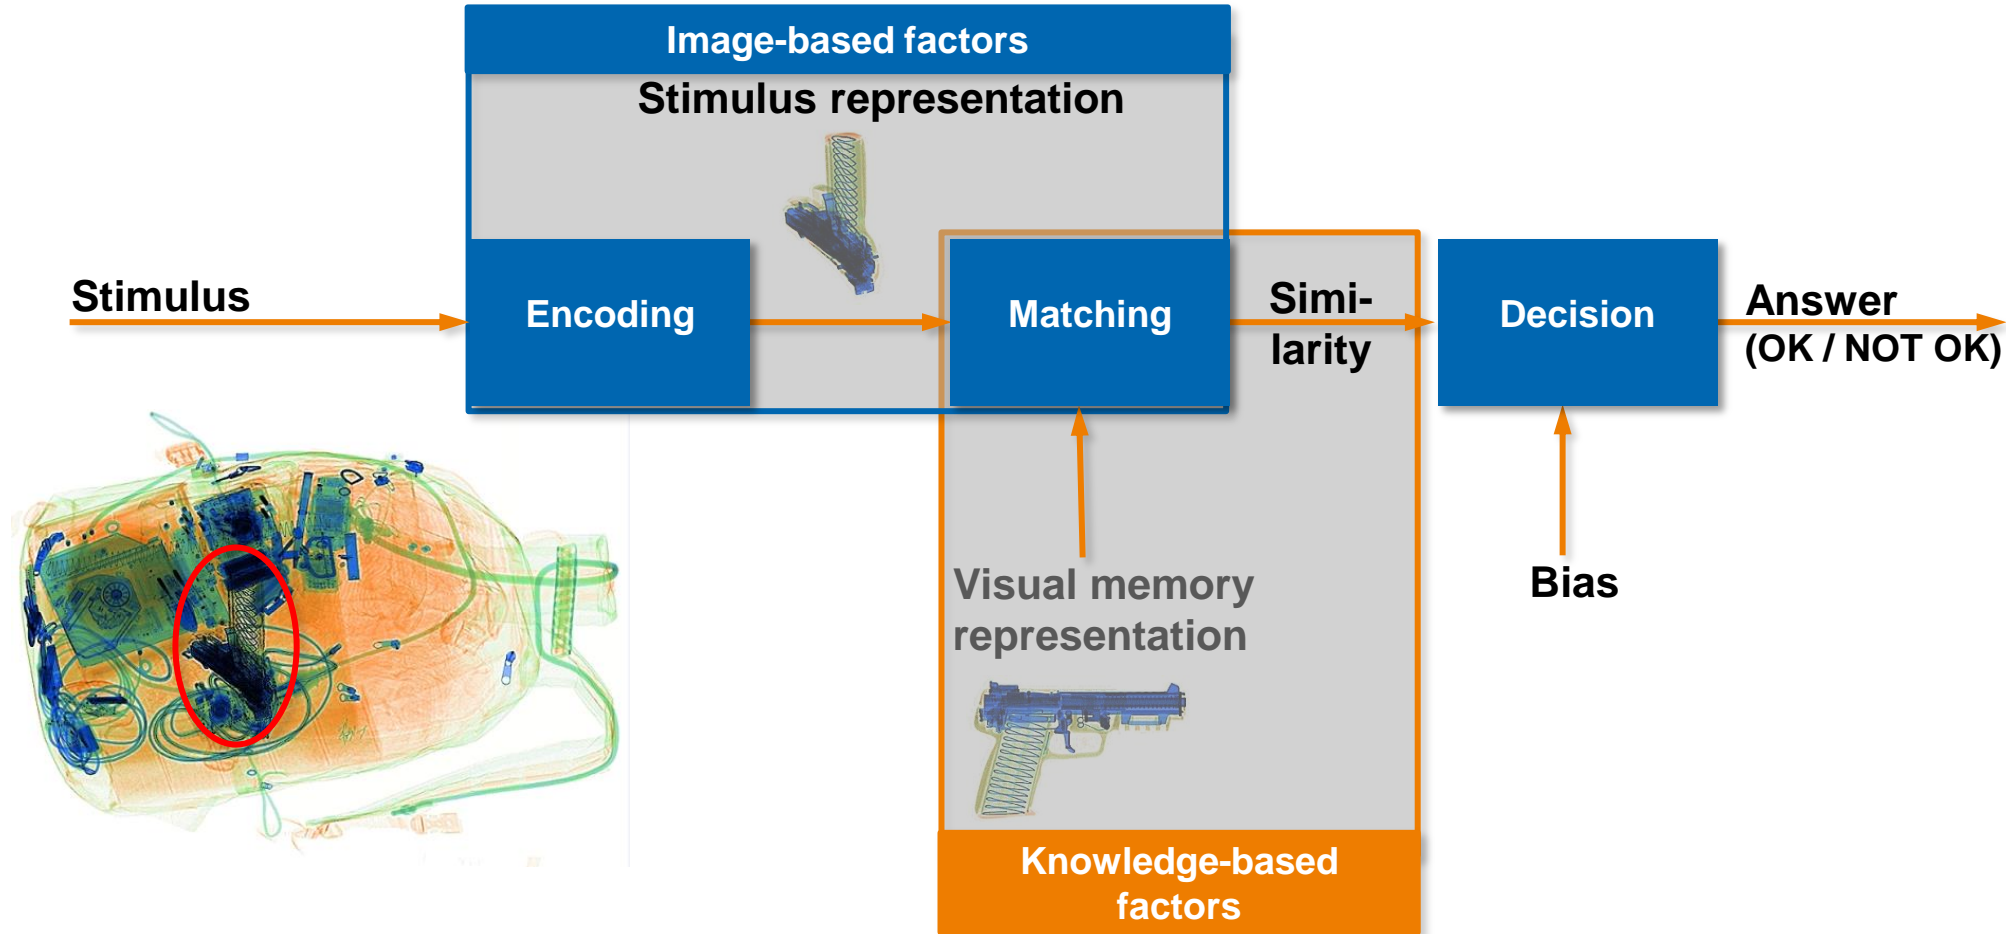 Image-based factors
Stimulus representation
Stimulus
Encoding
Matching
Simi-
larity
Decision
Answer
(OK / NOT OK)
Visual memory
representation
Bias
Knowledge-based
factors